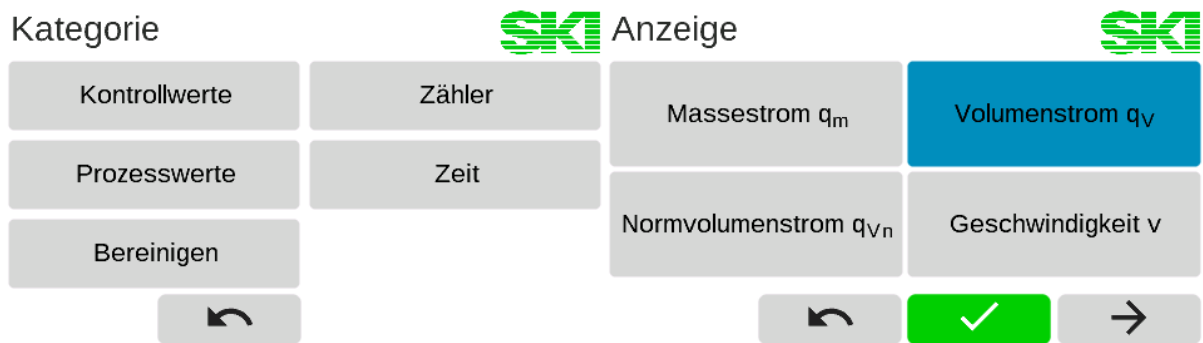 Kategorie
SKI
Kontrollwerte
Zähler
Prozesswerte
Zeit
Bereinigen
Anzeige
SKI
Massestrom qm
Volumenstrom qV
Normvolumenstrom qVn
Geschwindigkeit v